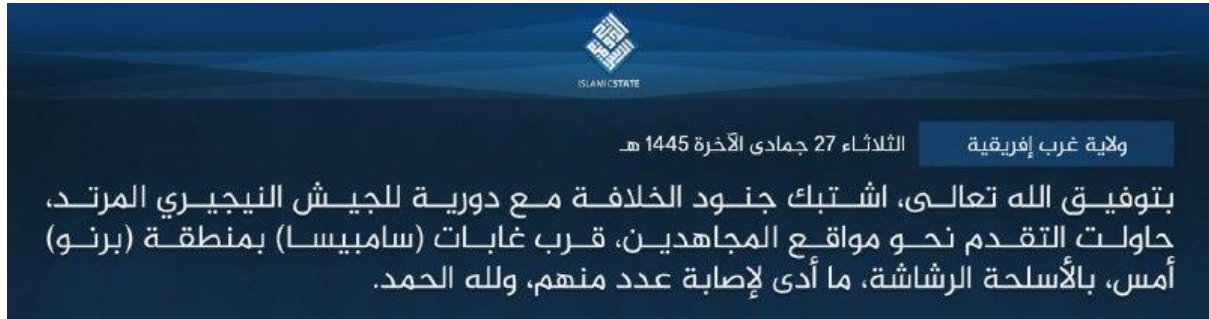 ISLAMIC STATE
ولاية غرب إفريقية الثلاثاء 27 جمادى الآخرة 1445 هـ
بتوفيق الله تعالى، اشتبك جنود الخلافة مع دورية للجيش النيجيري المرتد،
حاولت التقدم نحو مواقع المجاهدين، قرب غابات (سامبيسا) بمنطقة (برنو)
أمس، بالأسلحة الرشاشة، ما أدى لإصابة عدد منهم، ولله الحمد.